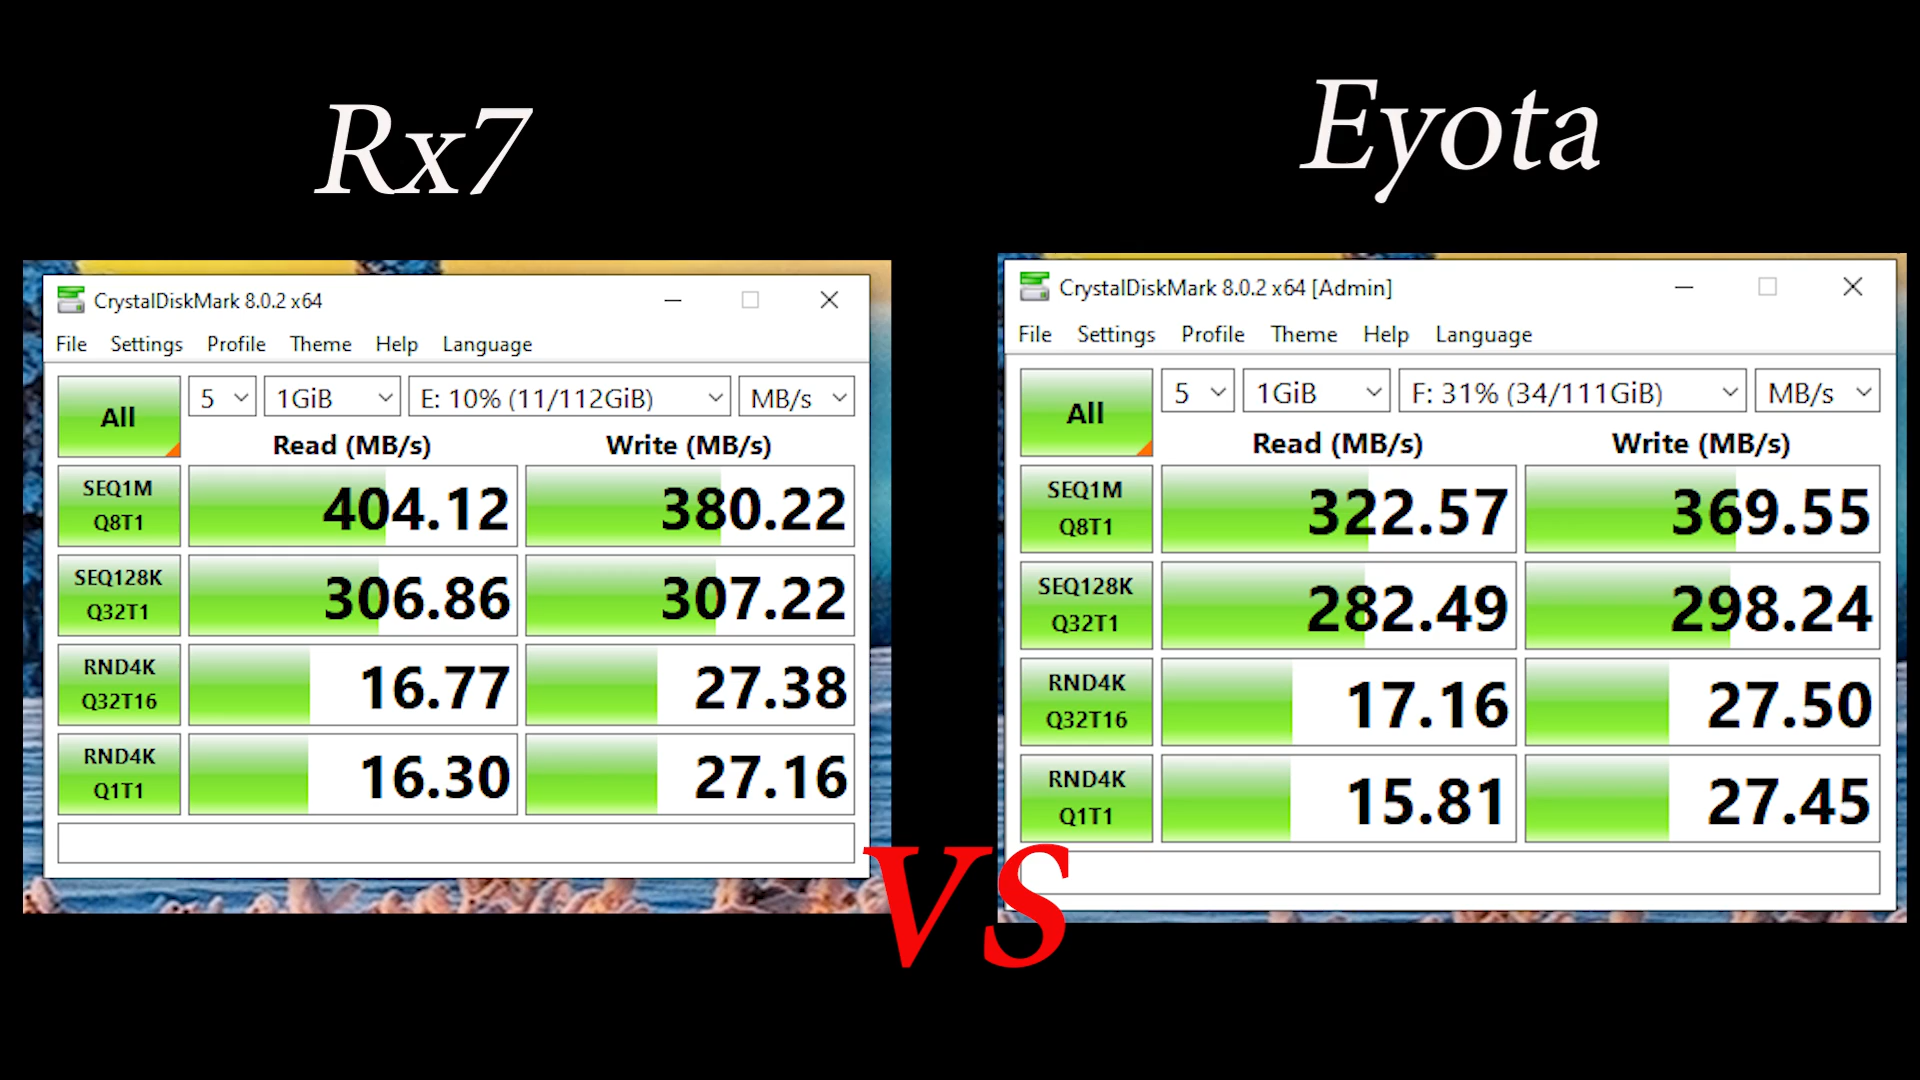 Rx7
Eyota
CrystalDiskMark 8.0.2 x64
File Settings Profile Theme Help Language
All 5 1GiB E: 10% (11/112GiB) MB/s
Read (MB/s) Write (MB/s)
SEQ1M
Q8T1 404.12 380.22
SEQ128K
Q32T1 306.86 307.22
RND4K
Q32T16 16.77 27.38
RND4K
Q1T1 16.30 27.16
CrystalDiskMark 8.0.2 x64 [Admin]
File Settings Profile Theme Help Language
All 5 1GiB F: 31% (34/111GiB) MB/s
Read (MB/s) Write (MB/s)
SEQ1M
Q8T1 322.57 369.55
SEQ128K
Q32T1 282.49 298.24
RND4K
Q32T16 17.16 27.50
RND4K
Q1T1 15.81 27.45
vs